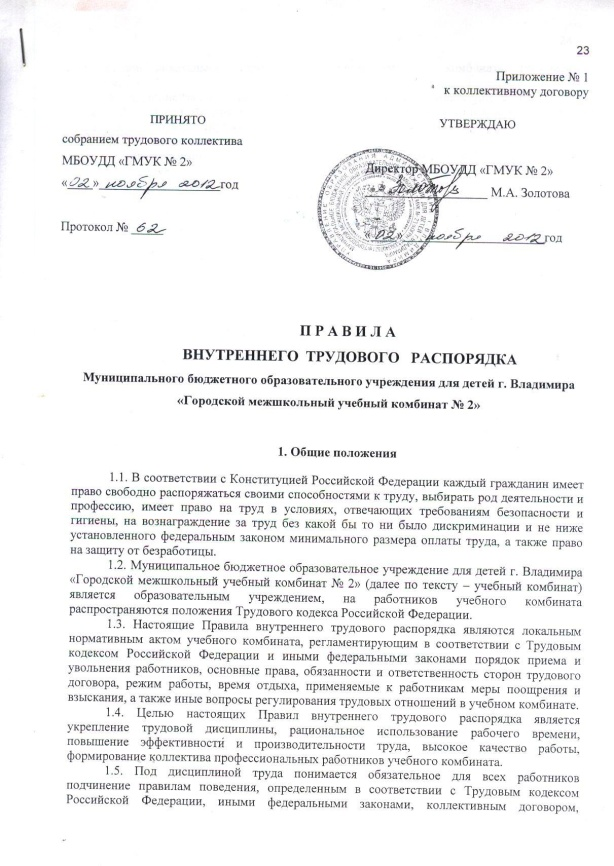 23
Приложение № 1
к коллективному договору
ПРИНЯТО
собранием трудового коллектива
МБОУДД «ГМУК № 2»
«02» ноября 2012 год
Протокол № 62
УТВЕРЖДАЮ
Директор МБОУДД «ГМУК № 2»
М.А. Золотова
«02» ноября 2012 год
П Р А В И Л А
ВНУТРЕННЕГО ТРУДОВОГО РАСПОРЯДКА
Муниципального бюджетного образовательного учреждения для детей г. Владимира
«Городской межшкольный учебный комбинат № 2»
1. Общие положения
1.1. В соответствии с Конституцией Российской Федерации каждый гражданин имеет
право свободно распоряжаться своими способностями к труду, выбирать род деятельности и
профессию, имеет право на труд в условиях, отвечающих требованиям безопасности и
гигиены, на вознаграждение за труд без какой бы то ни было дискриминации и не ниже
установленного федеральным законом минимального размера оплаты труда, а также право
на защиту от безработицы.
1.2. Муниципальное бюджетное образовательное учреждение для детей г. Владимира
«Городской межшкольный учебный комбинат № 2» (далее по тексту – учебный комбинат)
является образовательным учреждением, на работников учебного комбината
распространяются положения Трудового кодекса Российской Федерации.
1.3. Настоящие Правила внутреннего трудового распорядка являются локальным
нормативным актом учебного комбината, регламентирующим в соответствии с Трудовым
кодексом Российской Федерации и иными федеральными законами порядок приема и
увольнения работников, основные права, обязанности и ответственность сторон трудового
договора, режим работы, время отдыха, применяемые к работникам меры поощрения и
взыскания, а также иные вопросы регулирования трудовых отношений в учебном комбинате.
1.4. Целью настоящих Правил внутреннего трудового распорядка является
укрепление трудовой дисциплины, рациональное использование рабочего времени,
повышение эффективности и производительности труда, высокое качество работы,
формирование коллектива профессиональных работников учебного комбината.
1.5. Под дисциплиной труда понимается обязательное для всех работников
подчинение правилам поведения, определенным в соответствии с Трудовым кодексом
Российской Федерации, иными федеральными законами, коллективным договором,